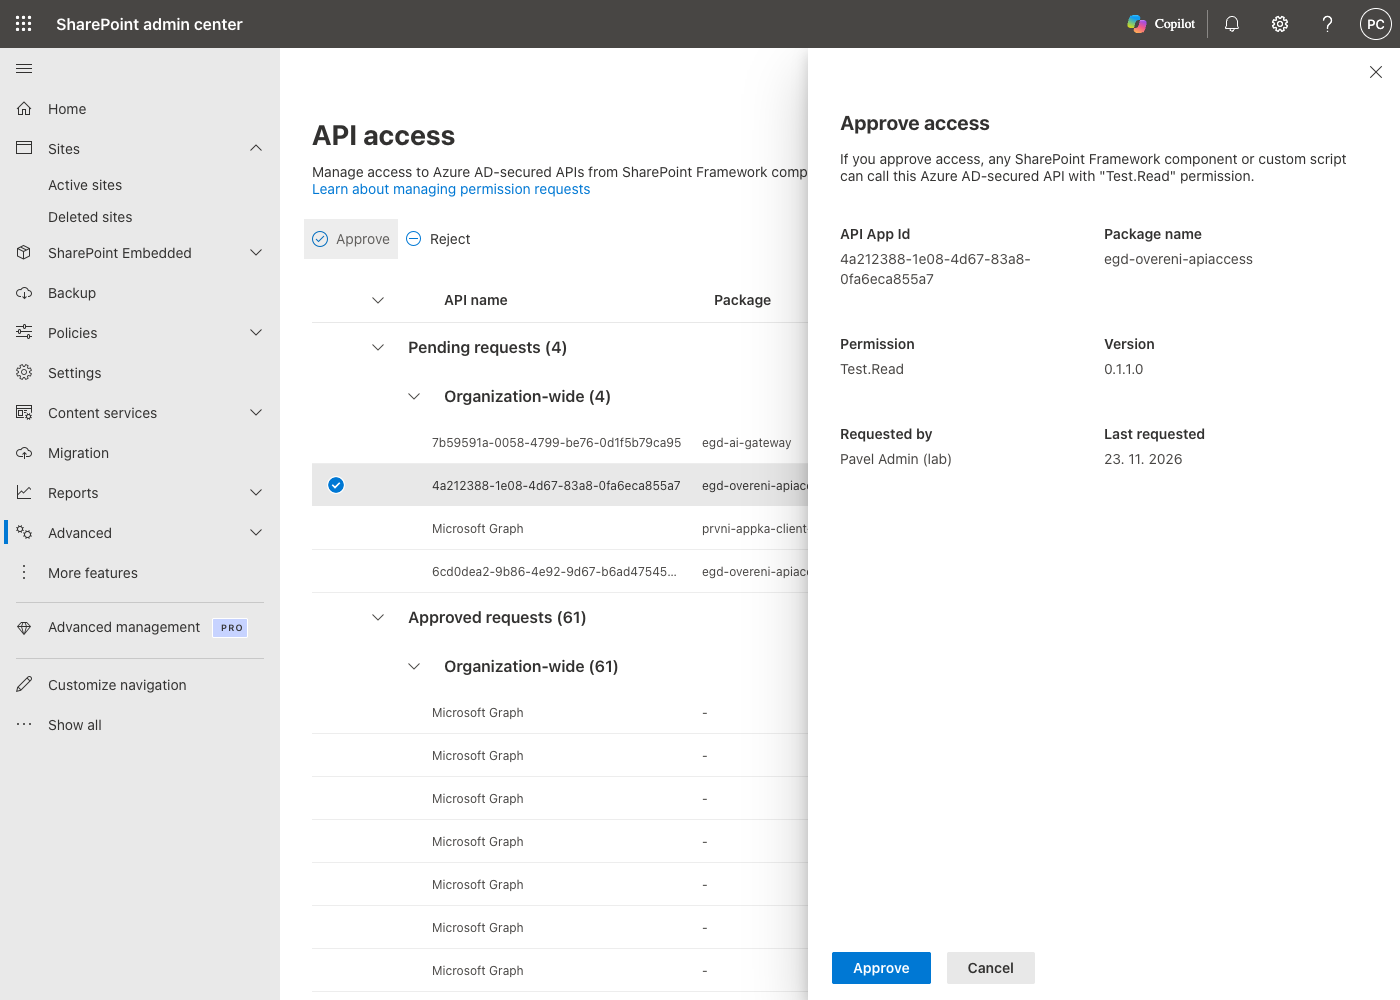 SharePoint admin center
Copilot
PC
Home
Sites
Active sites
Deleted sites
SharePoint Embedded
Backup
Policies
Settings
Content services
Migration
Reports
Advanced
More features
Advanced management PRO
Customize navigation
Show all
API access
Manage access to Azure AD-secured APIs from SharePoint Framework comp
Learn about managing permission requests
Approve Reject
API name Package
Pending requests (4)
Organization-wide (4)
7b59591a-0058-4799-be76-0d1f5b79ca95 egd-ai-gateway
4a212388-1e08-4d67-83a8-0fa6eca855a7 egd-overeni-apiacc
Microsoft Graph prvni-appka-client
6cd0dea2-9b86-4e92-9d67-b6ad47545... egd-overeni-apiacc
Approved requests (61)
Organization-wide (61)
Microsoft Graph -
Microsoft Graph -
Microsoft Graph -
Microsoft Graph -
Microsoft Graph -
Microsoft Graph -
Microsoft Graph -
Approve access
If you approve access, any SharePoint Framework component or custom script
can call this Azure AD-secured API with "Test.Read" permission.
API App Id Package name
4a212388-1e08-4d67-83a8- egd-overeni-apiaccess
0fa6eca855a7
Permission Version
Test.Read 0.1.1.0
Requested by Last requested
Pavel Admin (lab) 23. 11. 2026
Approve Cancel